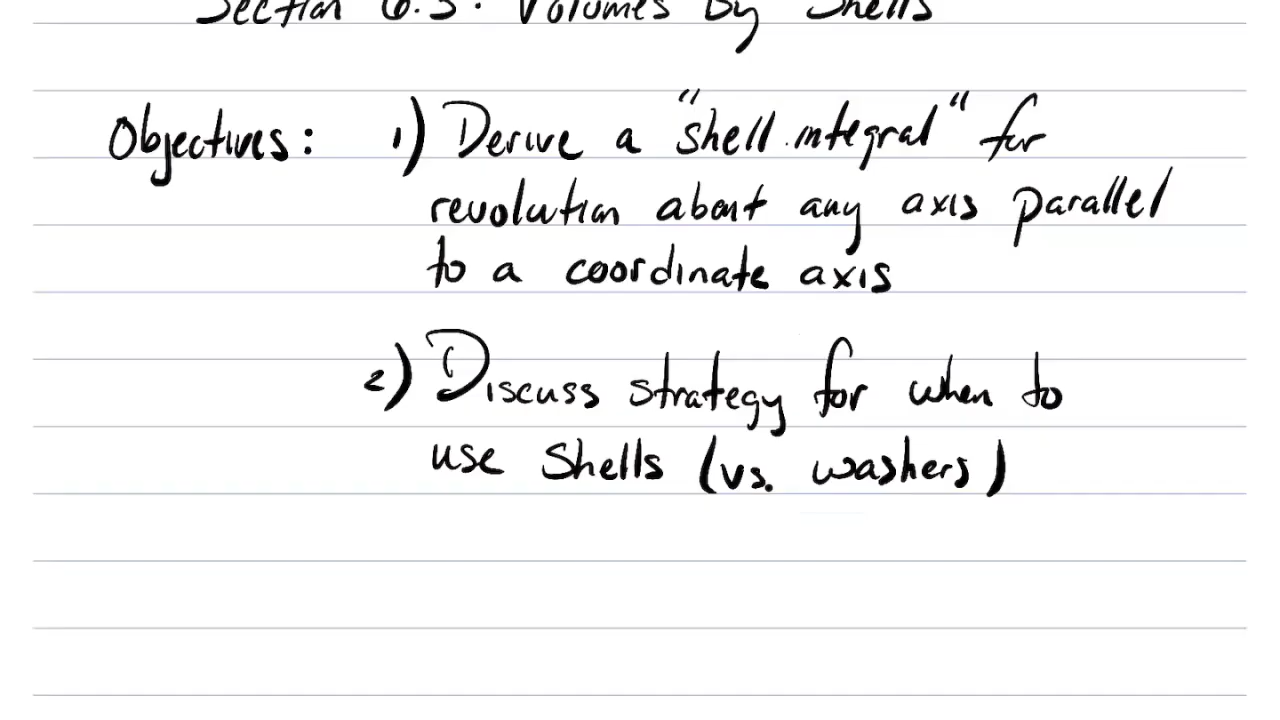 Section 6.3: Volumes By Shells
Objectives: 1) Derive a "shell integral" for
revolution about any axis parallel
to a coordinate axis
2) Discuss strategy for when to
use Shells (vs. washers)